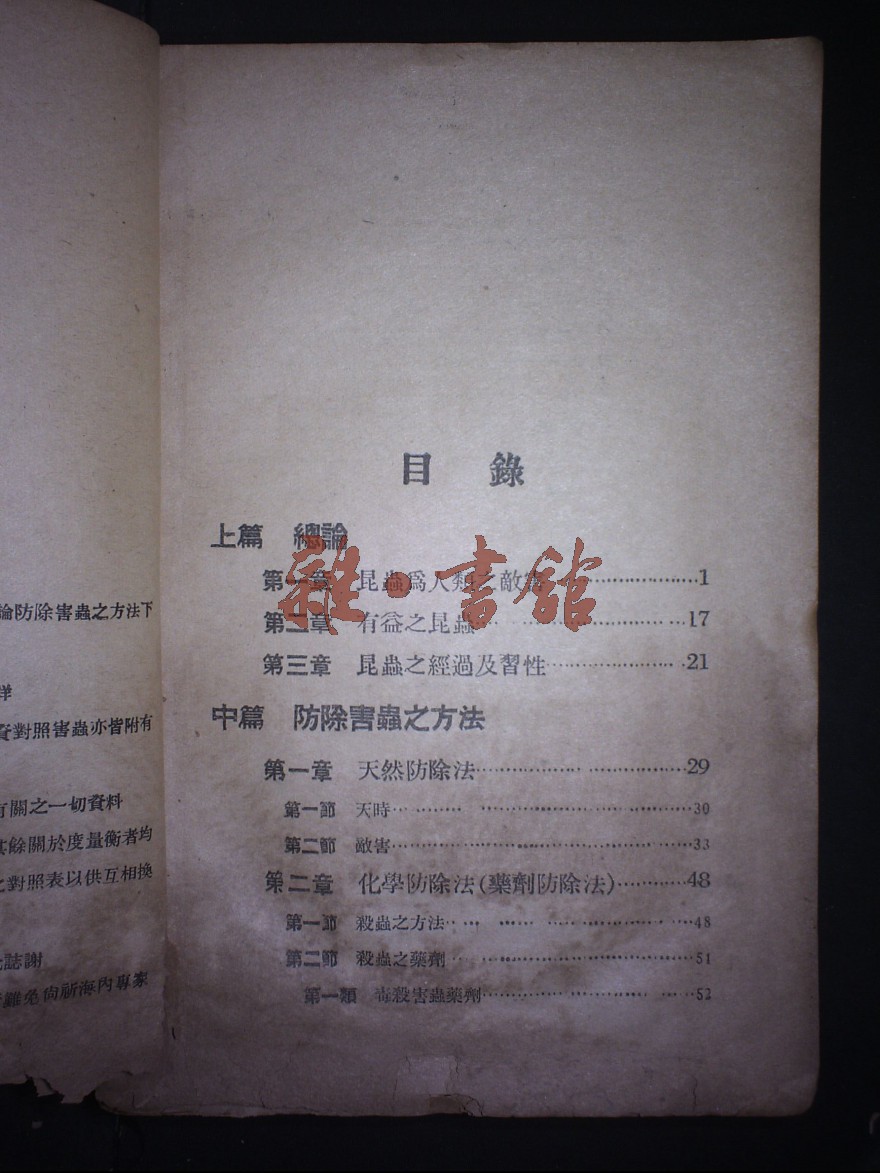 目錄
上篇 總論
第一章 昆蟲爲人類之敵害……………1
第二章 有益之昆蟲……………17
第三章 昆蟲之經過及習性……………21
中篇 防除害蟲之方法
第一章 天然防除法……………29
第一節 天時……………30
第二節 敵害……………33
第二章 化學防除法(藥劑防除法)…………48
第一節 殺蟲之方法……………48
第二節 殺蟲之藥劑……………51
第一類 毒殺害蟲藥劑……………52
雜·書館
論防除害蟲之方法下
詳
資對照害蟲亦皆附有
有關之一切資料
其餘關於度量衡者均
之對照表以供互相換
此誌謝
難免尙祈海內專家